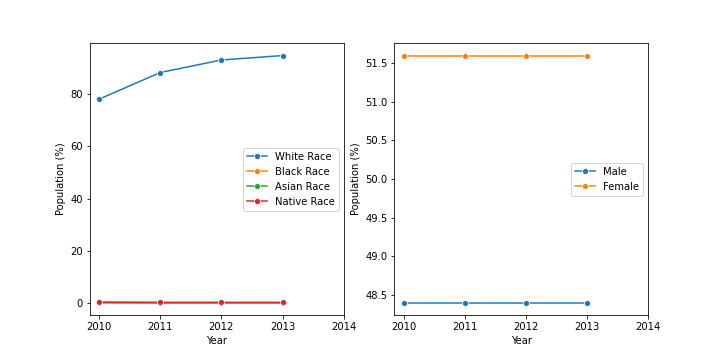 80
60
40
20
0
Population (%)
White Race
Black Race
Asian Race
Native Race
2010 2011 2012 2013 2014
Year
51.5
51.0
50.5
50.0
49.5
49.0
48.5
Population (%)
Male
Female
2010 2011 2012 2013 2014
Year